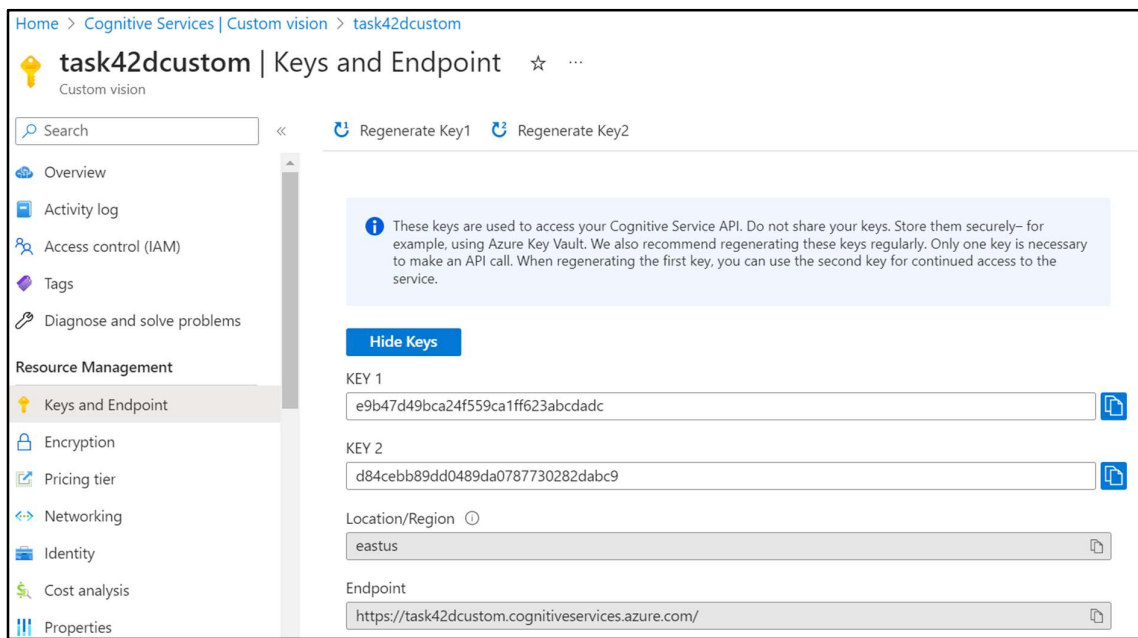 Home > Cognitive Services | Custom vision > task42dcustom
task42dcustom | Keys and Endpoint
Custom vision
Search
Overview
Activity log
Access control (IAM)
Tags
Diagnose and solve problems
Resource Management
Keys and Endpoint
Encryption
Pricing tier
Networking
Identity
Cost analysis
Properties
Regenerate Key1 Regenerate Key2
These keys are used to access your Cognitive Service API. Do not share your keys. Store them securely– for
example, using Azure Key Vault. We also recommend regenerating these keys regularly. Only one key is necessary
to make an API call. When regenerating the first key, you can use the second key for continued access to the
service.
Hide Keys
KEY 1
e9b47d49bca24f559ca1ff623abcdadc
KEY 2
d84cebb89dd0489da0787730282dabc9
Location/Region
eastus
Endpoint
https://task42dcustom.cognitiveservices.azure.com/